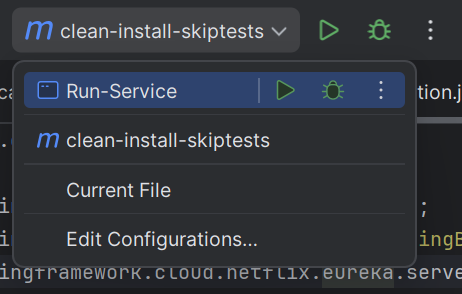 clean-install-skiptests
Run-Service
tion.j
clean-install-skiptests
Current File
;
Edit Configurations...
ingB
ingframework.cloud.netflix.eureka.serve